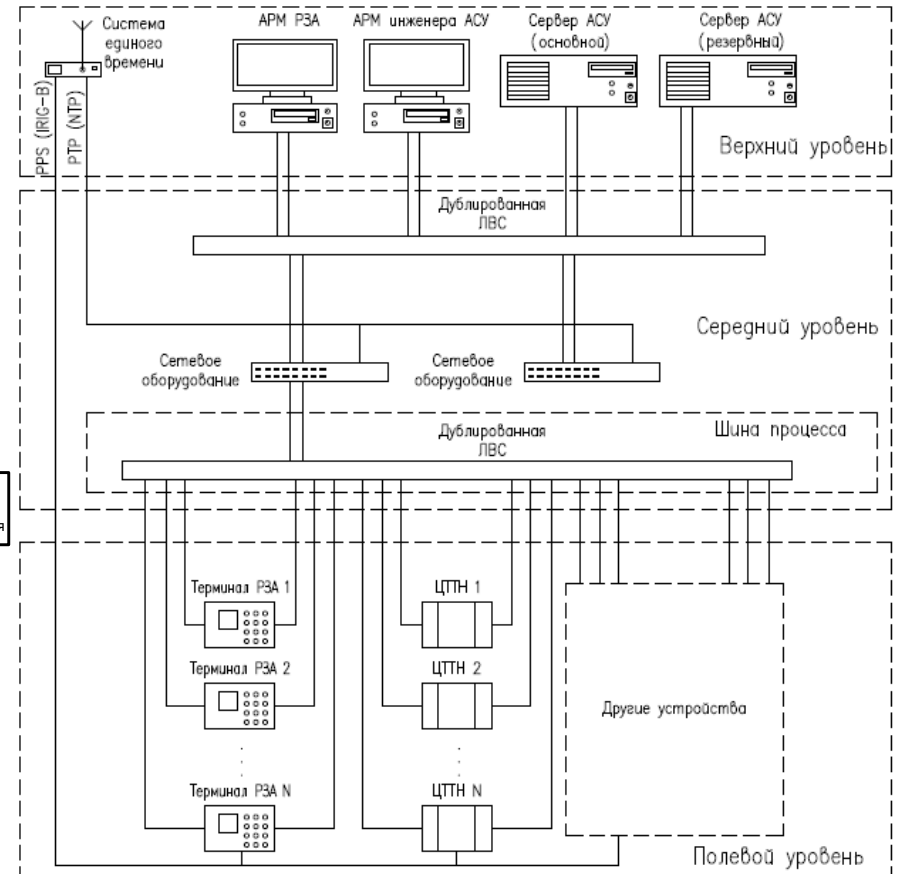 Система
единого
времени
АРМ РЗА
АРМ инженера АСУ
Сервер АСУ
(основной)
Сервер АСУ
(резервный)
PPS (IRIG-B)
PTP (NTP)
Верхний уровень
Дублированная
ЛВС
Середний уровень
Сетевое
оборудование
Сетевое
оборудование
Шина процесса
Дублированная
ЛВС
я
Терминал РЗА 1
ЦТТН 1
Терминал РЗА 2
ЦТТН 2
Другие устройства
Терминал РЗА N
ЦТТН N
Полевой уровень